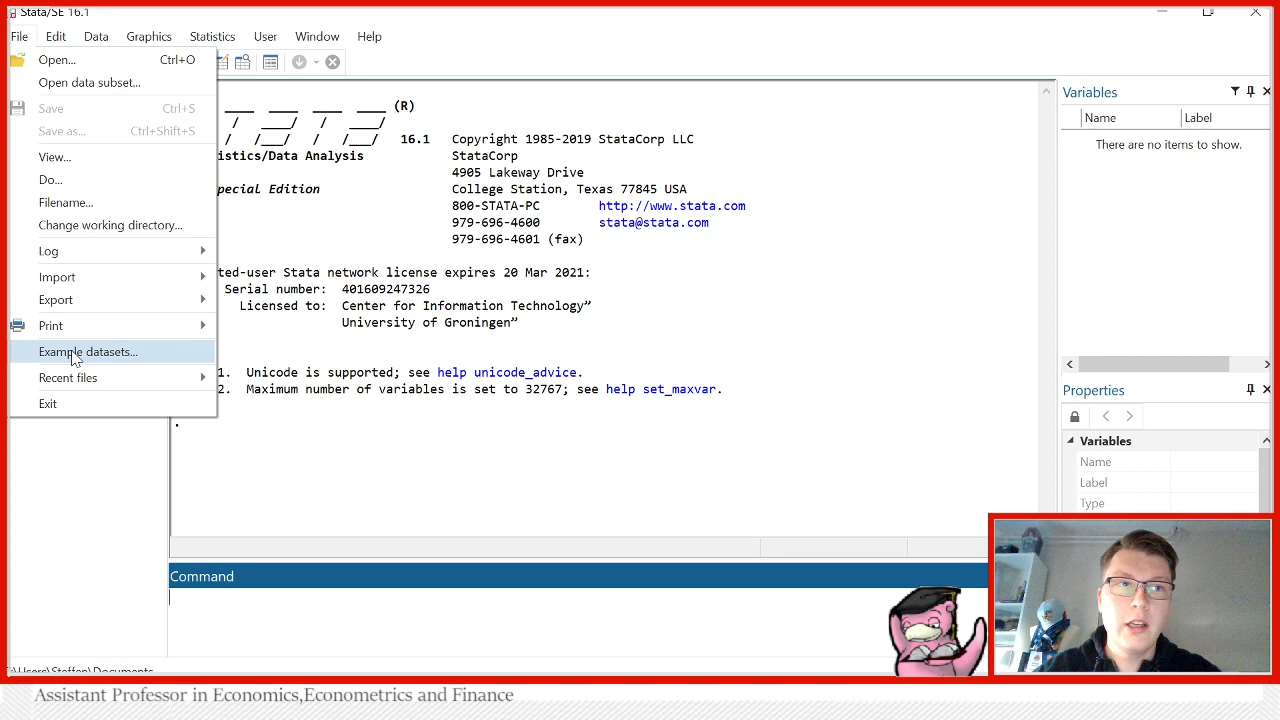 Stata/SE 16.1
File Edit Data Graphics Statistics User Window Help
Open... Ctrl+O
Open data subset...
Save Ctrl+S
Save as... Ctrl+Shift+S
View...
Do...
Filename...
Change working directory...
Log
Import
Export
Print
Example datasets...
Recent files
Exit
(R)
16.1 Copyright 1985-2019 StataCorp LLC
istics/Data Analysis StataCorp
4905 Lakeway Drive
pecial Edition College Station, Texas 77845 USA
800-STATA-PC http://www.stata.com
979-696-4600 stata@stata.com
979-696-4601 (fax)
ted-user Stata network license expires 20 Mar 2021:
Serial number: 401609247326
Licensed to: Center for Information Technology”
University of Groningen”
1. Unicode is supported; see help unicode_advice.
2. Maximum number of variables is set to 32767; see help set_maxvar.
.
Command
Variables
Name Label
There are no items to show.
Properties
Variables
Name
Label
Type
:\Users\Steffen\Documents
Assistant Professor in Economics,Econometrics and Finance